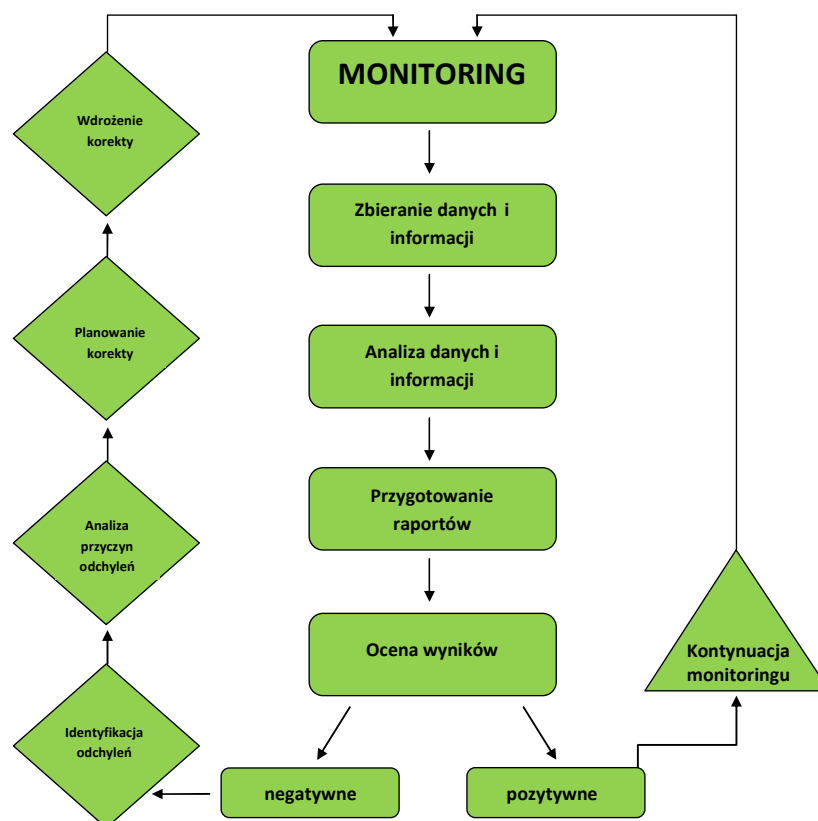 MONITORING
Zbieranie danych i
informacji
Analiza danych i
informacji
Przygotowanie
raportów
Ocena wyników
negatywne
pozytywne
Identyfikacja
odchyleń
Analiza
przyczyn
odchyleń
Planowanie
korekty
Wdrożenie
korekty
Kontynuacja
monitoringu